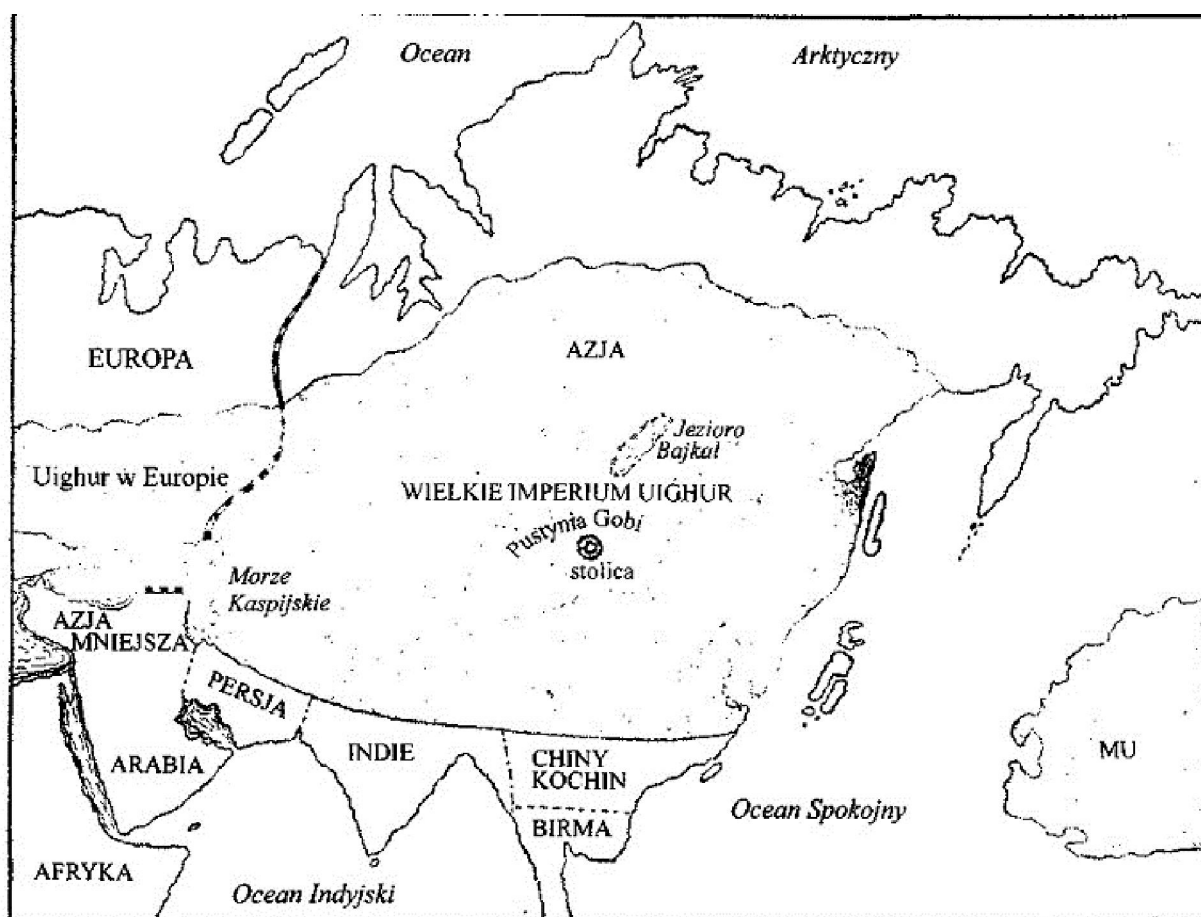 Ocean
Arktyczny
EUROPA
AZJA
Uighur w Europie
Jezioro
Bajkał
WIELKIE IMPERIUM UIGHUR
Pustynia Gobi
stolica
Morze
Kaspijskie
AZJA
MNIEJSZA
PERSJA
ARABIA
INDIE
CHINY
KOCHIN
BIRMA
MU
Ocean Spokojny
AFRYKA
Ocean Indyjski